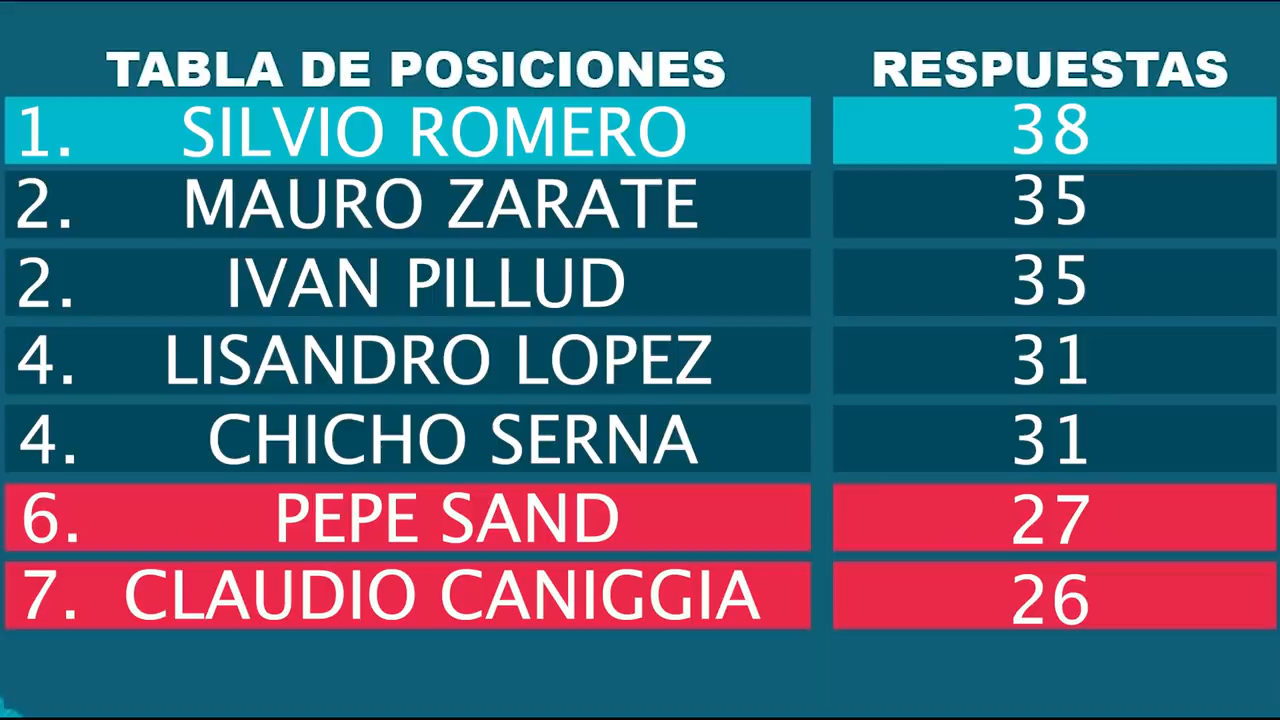 TABLA DE POSICIONES RESPUESTAS
1. SILVIO ROMERO 38
2. MAURO ZARATE 35
2. IVAN PILLUD 35
4. LISANDRO LOPEZ 31
4. CHICHO SERNA 31
6. PEPE SAND 27
7. CLAUDIO CANIGGIA 26